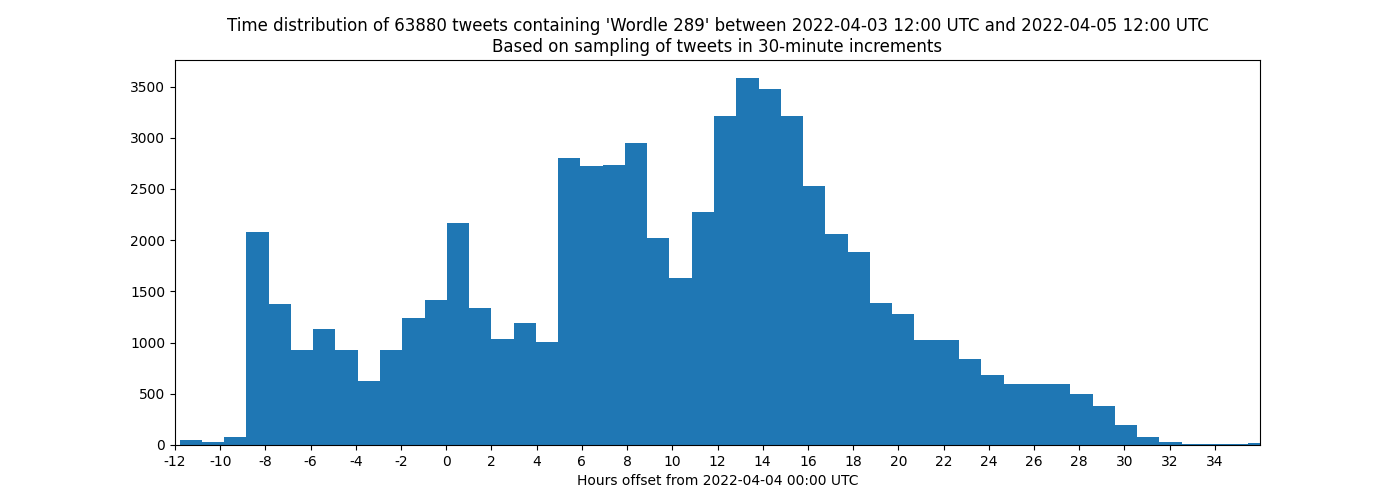 Time distribution of 63880 tweets containing 'Wordle 289' between 2022-04-03 12:00 UTC and 2022-04-05 12:00 UTC
Based on sampling of tweets in 30-minute increments
3500
3000
2500
2000
1500
1000
500
0
-12 -10 -8 -6 -4 -2 0 2 4 6 8 10 12 14 16 18 20 22 24 26 28 30 32 34
Hours offset from 2022-04-04 00:00 UTC